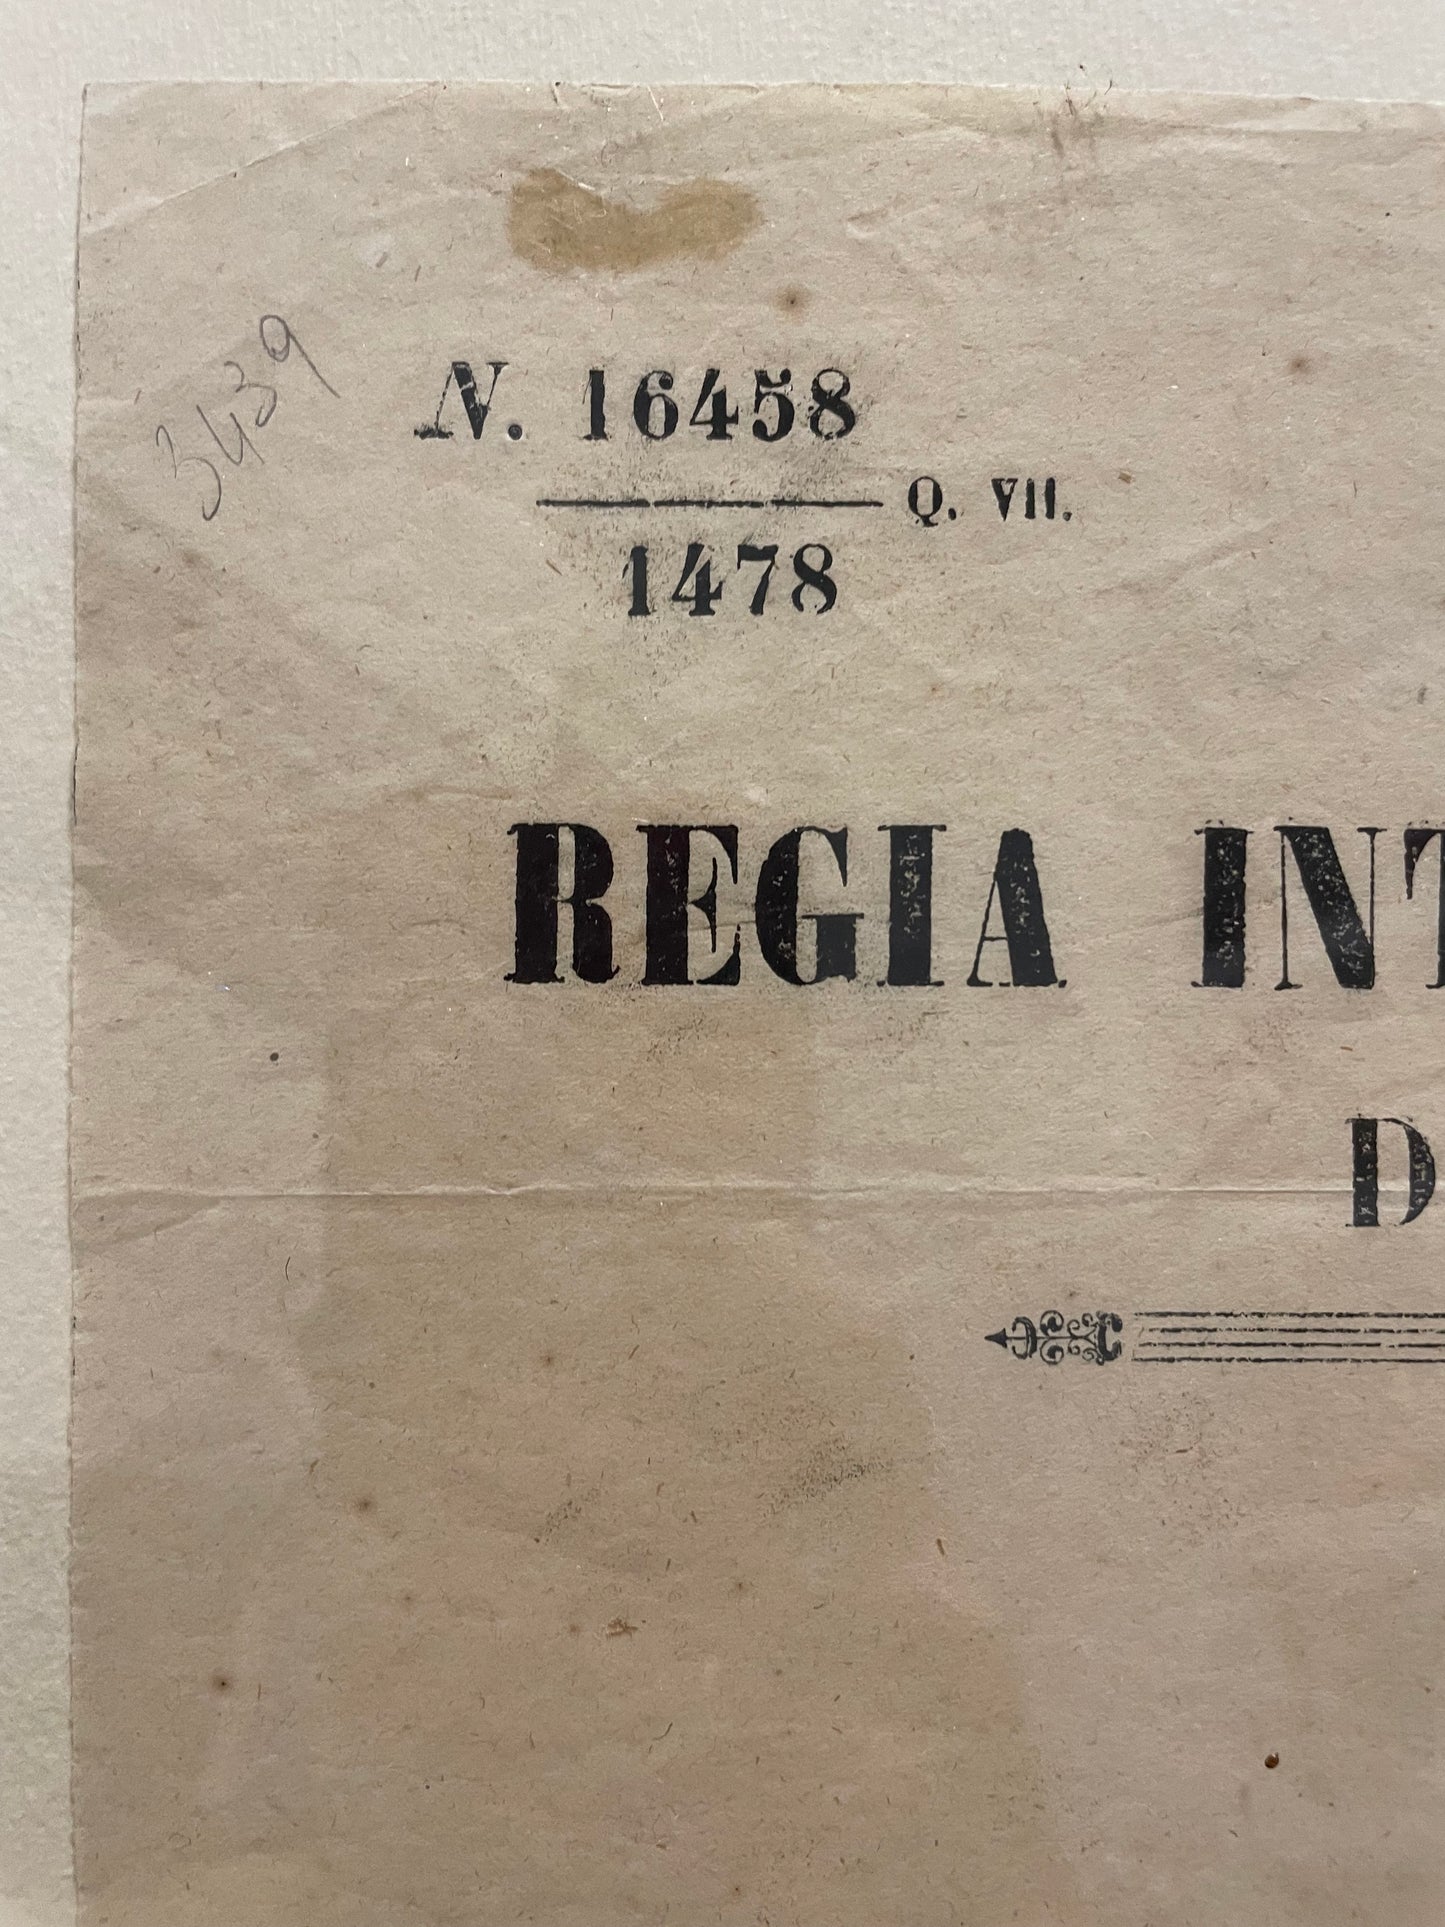 3439
N. 16458
Q. VII.
1478
REGIA INT
D